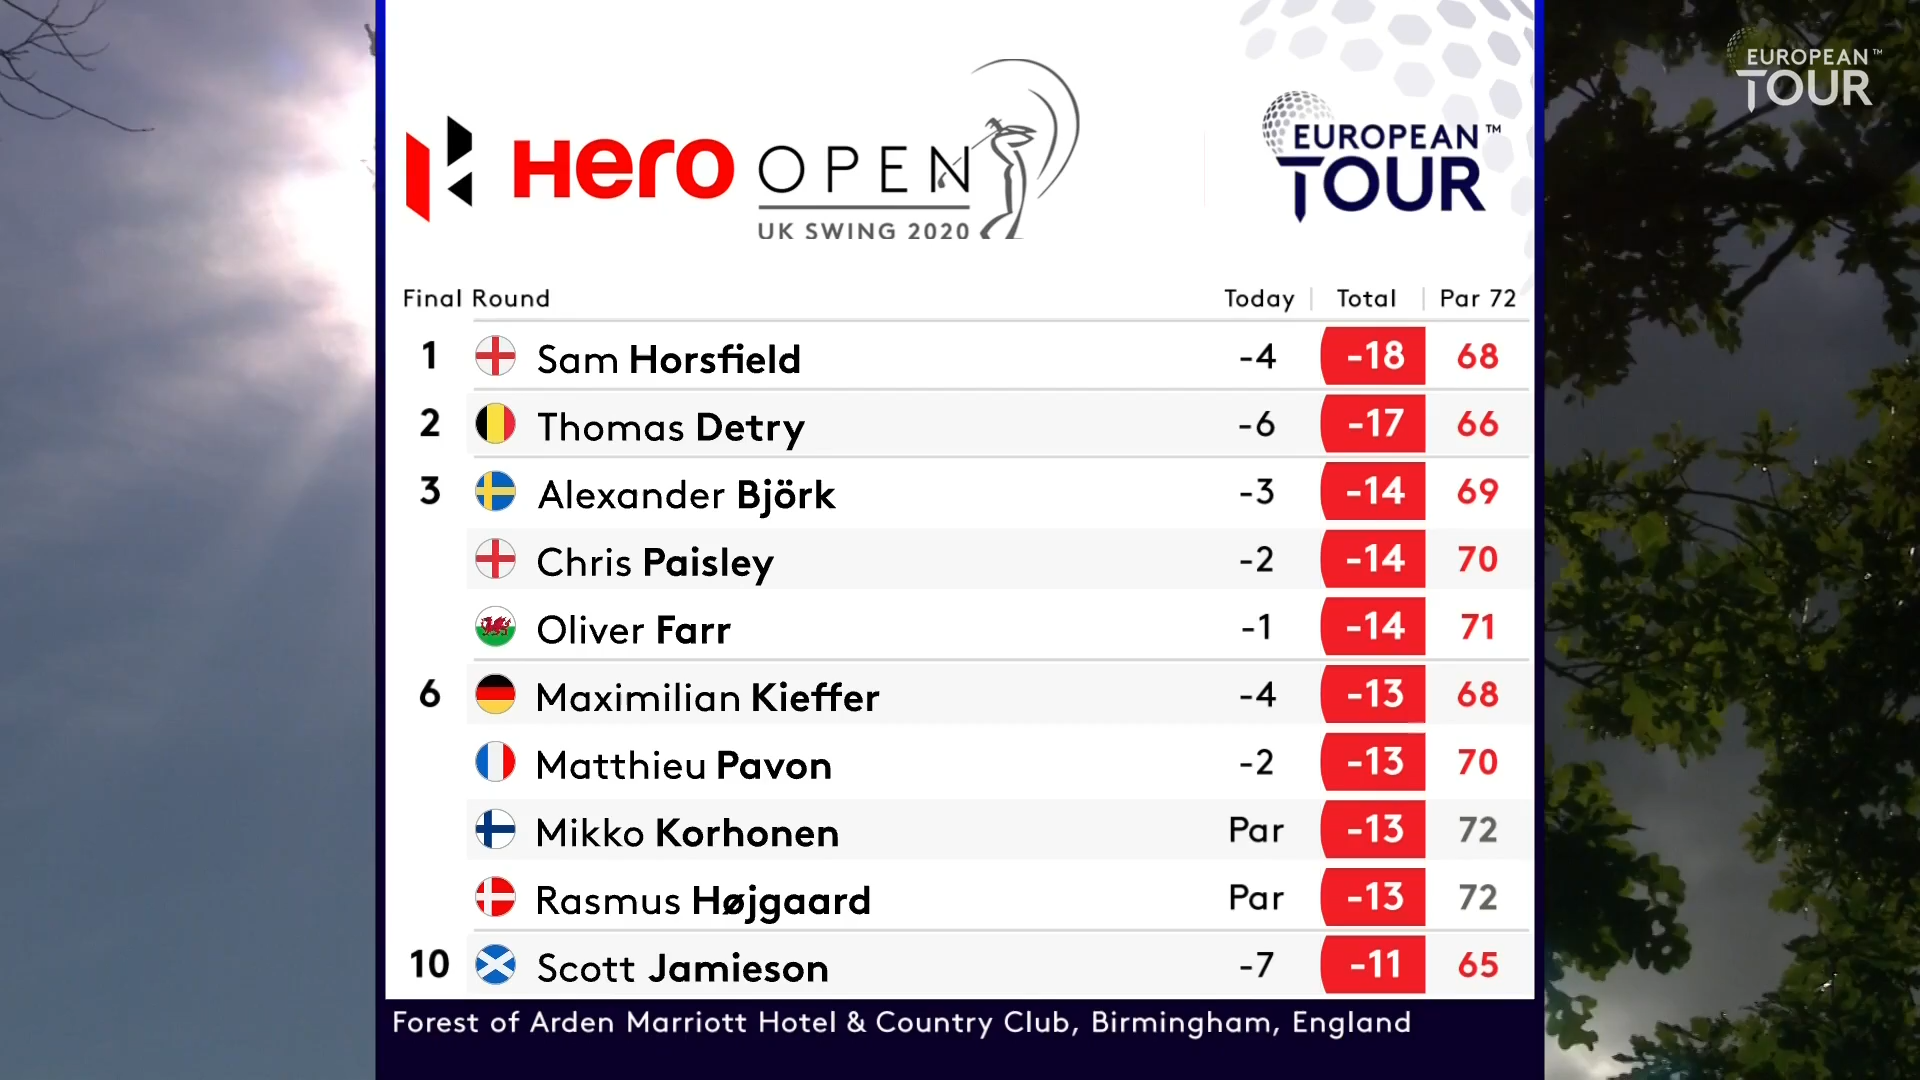 EUROPEAN™
TOUR
Hero OPEN
UK SWING 2020
EUROPEAN™
TOUR
Final Round Today Total Par 72
1 Sam Horsfield -4 -18 68
2 Thomas Detry -6 -17 66
3 Alexander Björk -3 -14 69
Chris Paisley -2 -14 70
Oliver Farr -1 -14 71
6 Maximilian Kieffer -4 -13 68
Matthieu Pavon -2 -13 70
Mikko Korhonen Par -13 72
Rasmus Højgaard Par -13 72
10 Scott Jamieson -7 -11 65
Forest of Arden Marriott Hotel & Country Club, Birmingham, England